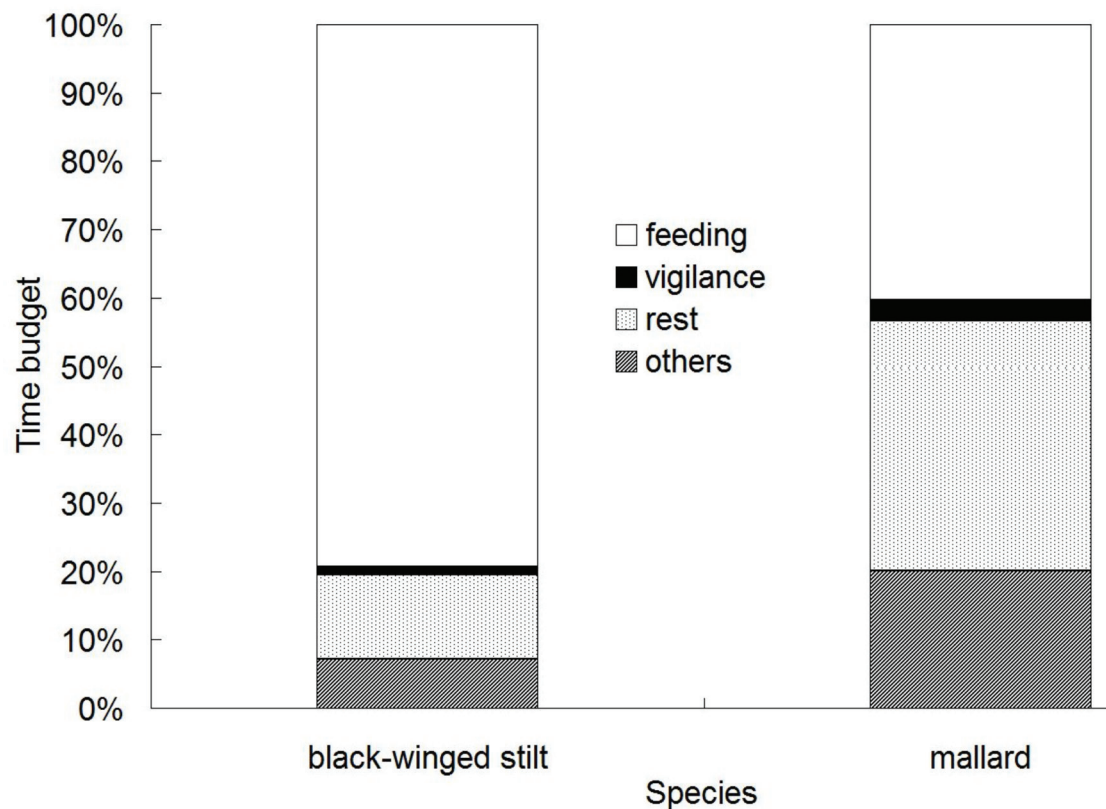 100%
90%
80%
70%
60%
50%
40%
30%
20%
10%
0%
Time budget
feeding
vigilance
rest
others
black-winged stilt
mallard
Species